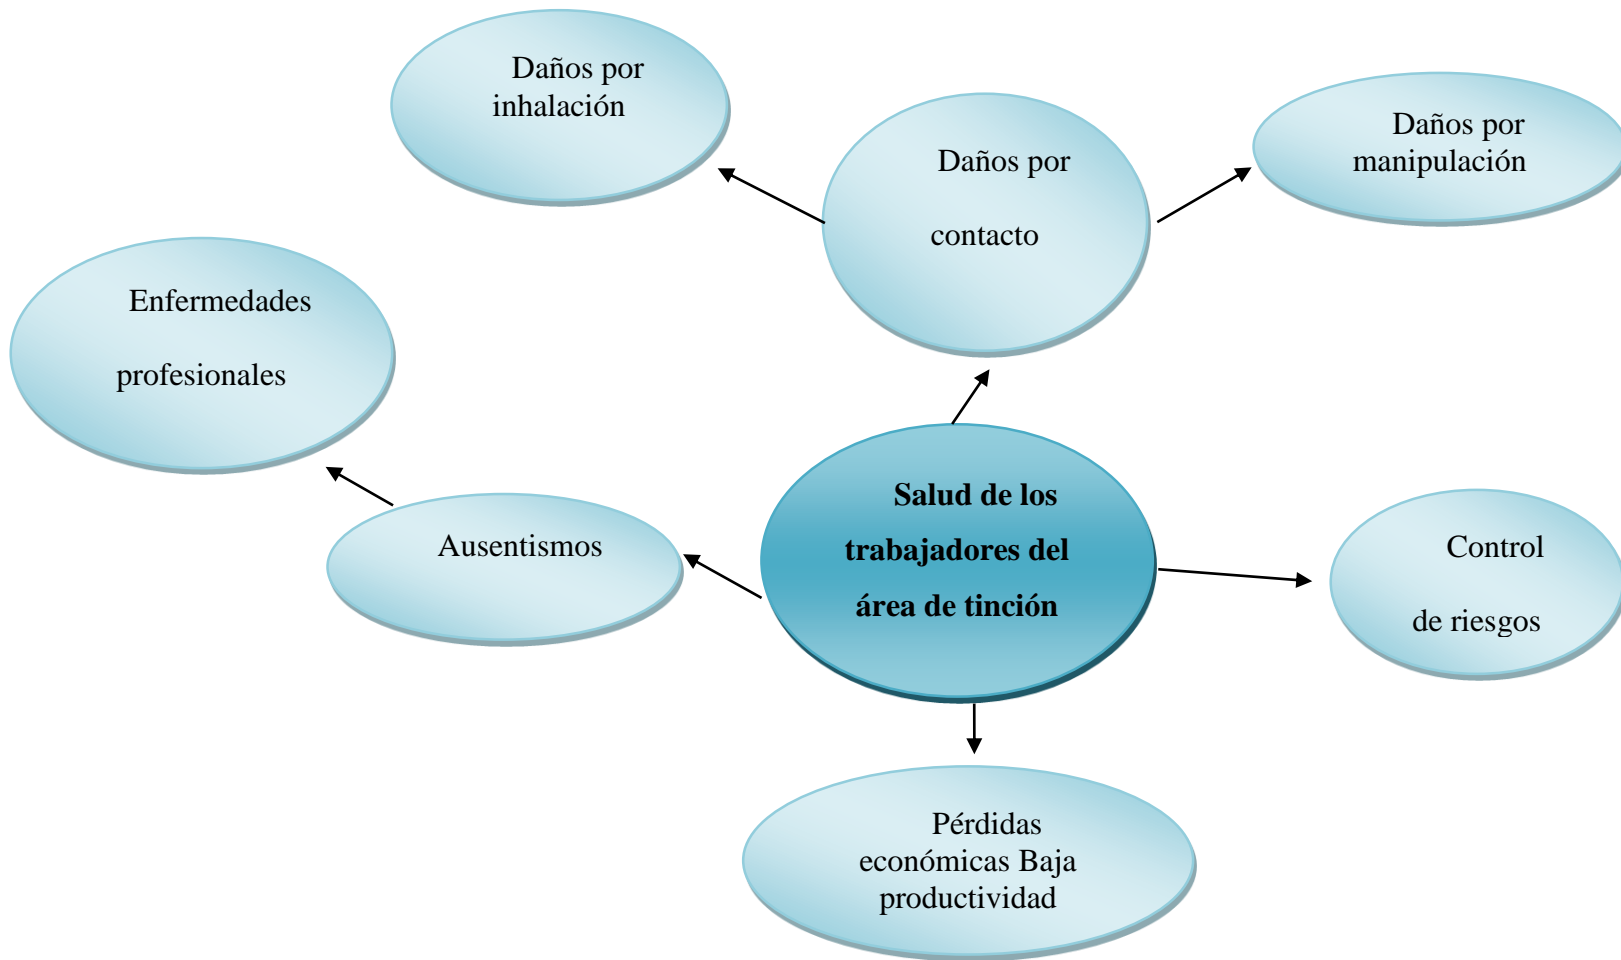 Daños por
inhalación
Daños por
contacto
Daños por
manipulación
Enfermedades
profesionales
Ausentismos
Salud de los
trabajadores del
área de tinción
Control
de riesgos
Pérdidas
económicas Baja
productividad